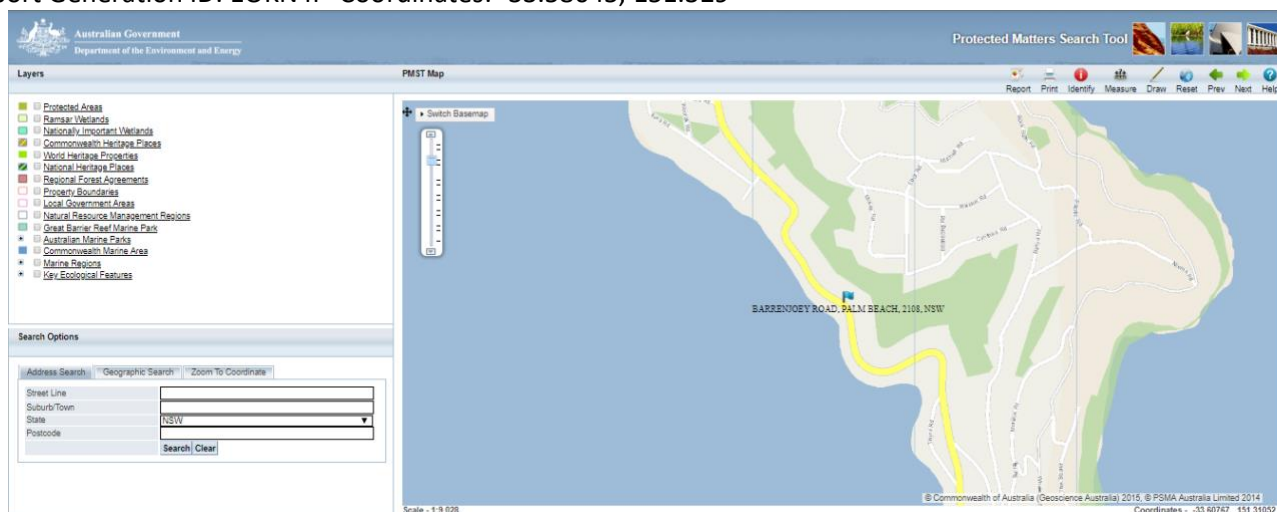 Coordinates: -33.58043, 151.329
Australian Government
Department of the Environment and Energy
Protected Matters Search Tool
Layers
PMST Map
Report Print Identify Measure Draw Reset Prev Next Help
Protected Areas
Ramsar Wetlands
Nationally Important Wetlands
Commonwealth Heritage Places
World Heritage Properties
National Heritage Places
Regional Forest Agreements
Property Boundaries
Local Government Areas
Natural Resource Management Regions
Great Barrier Reef Marine Park
Australian Marine Parks
Commonwealth Marine Area
Marine Regions
Key Ecological Features
Switch Basemap
BARRENJOEY ROAD, PALM BEACH, 2108, NSW
Search Options
Address Search Geographic Search Zoom To Coordinate
Street Line
Suburb/Town
State NSW
Postcode
Search Clear
© Commonwealth of Australia (Geoscience Australia) 2015, © PSMA Australia Limited 2014
Scale - 1:9,028
Coordinates - -33.60767, 151.31052